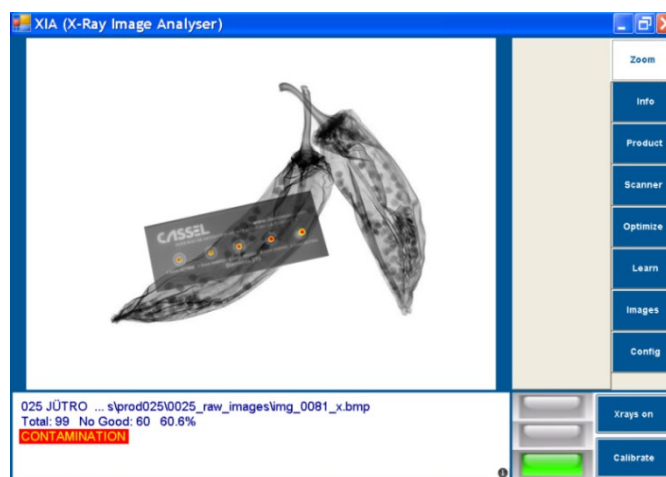 XIA (X-Ray Image Analyser)
Zoom
Info
Product
Scanner
Optimize
Learn
Images
Config
CASSEL
025 JÜTRO ... s\prod025\0025_raw_images\img_0081_x.bmp
Total: 99 No Good: 60 60.6%
CONTAMINATION
Xrays on
Calibrate